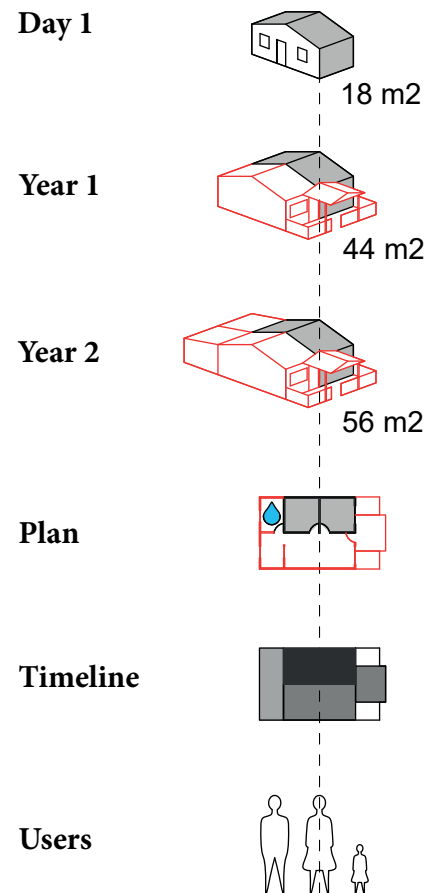 Day 1
18 m2
Year 1
44 m2
Year 2
56 m2
Plan
Timeline
Users